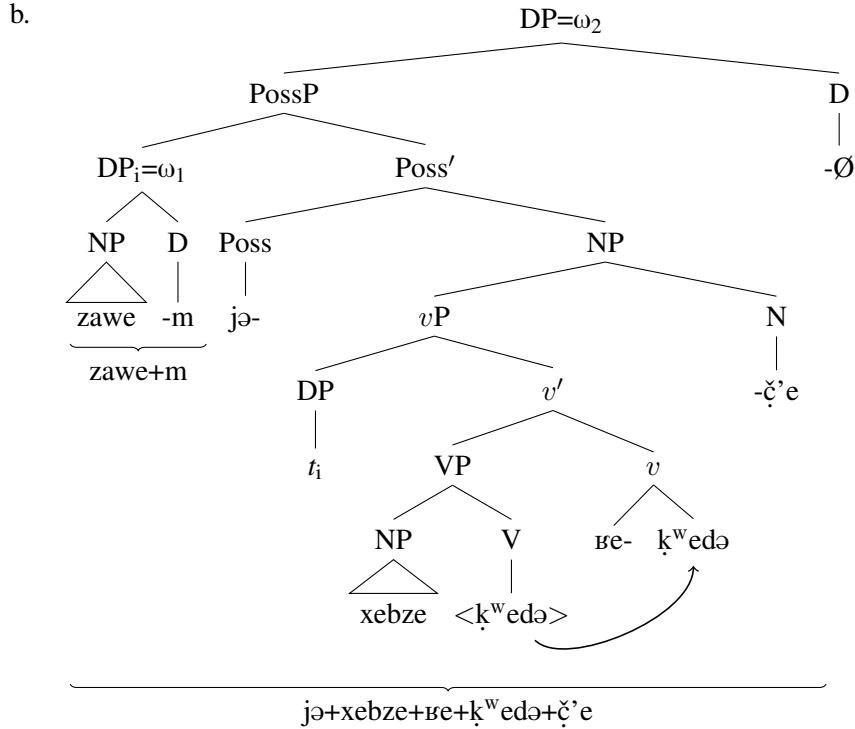 b.
DP=ω₂
PossP D
DPᵢ=ω₁ Poss′ -Ø
NP D Poss NP
zawe -m jə- vP N
zawe+m DP v′ -č̣’e
tᵢ VP v
NP V ʁe- ḳʷedə
xebze <ḳʷedə>
jə+xebze+ʁe+ḳʷedə+č̣’e